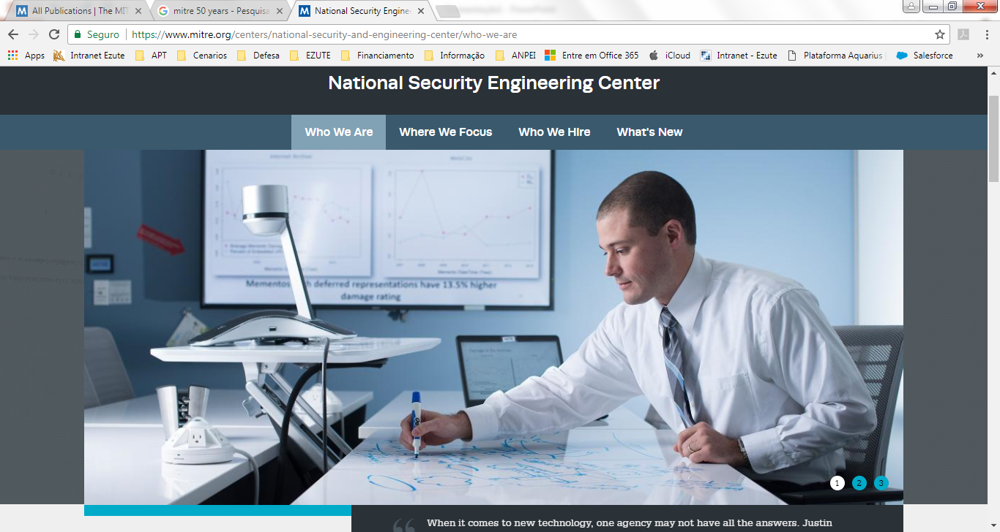 All Publications | The MI
mitre 50 years - Pesquisa
National Security Engine
Seguro
https://www.mitre.org/centers/national-security-and-engineering-center/who-we-are
Apps Intranet Ezute APT Cenarios Defesa EZUTE Financiamento Informação ANPEI Entre em Office 365 iCloud Intranet - Ezute Plataforma Aquarius Salesforce »
National Security Engineering Center
Who We Are Where We Focus Who We Hire What's New
Internal Archive
WebCite
Mementos deferred representations have 13.5% higher
damage rating
1 2 3
“ When it comes to new technology, one agency may not have all the answers. Justin